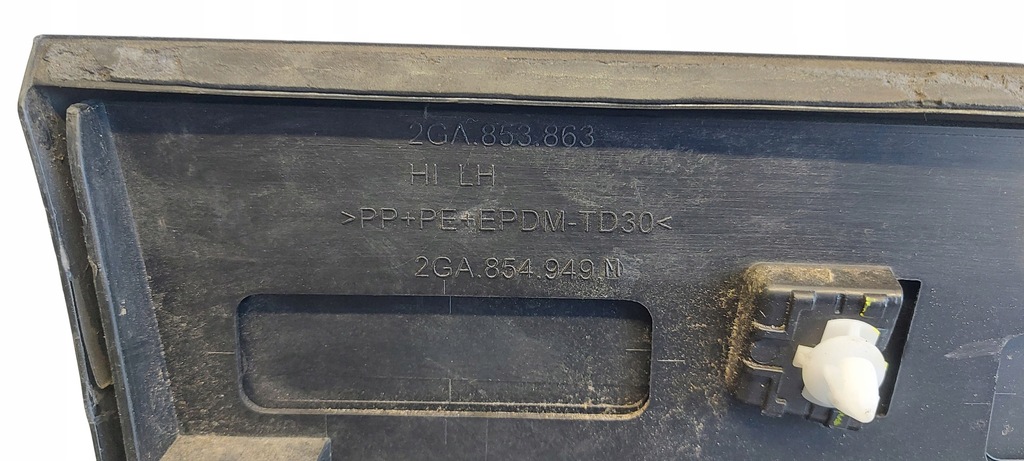 2GA.853.863
HI LH
>PP+PE+EPDM-TD30<
2GA.854.949.N